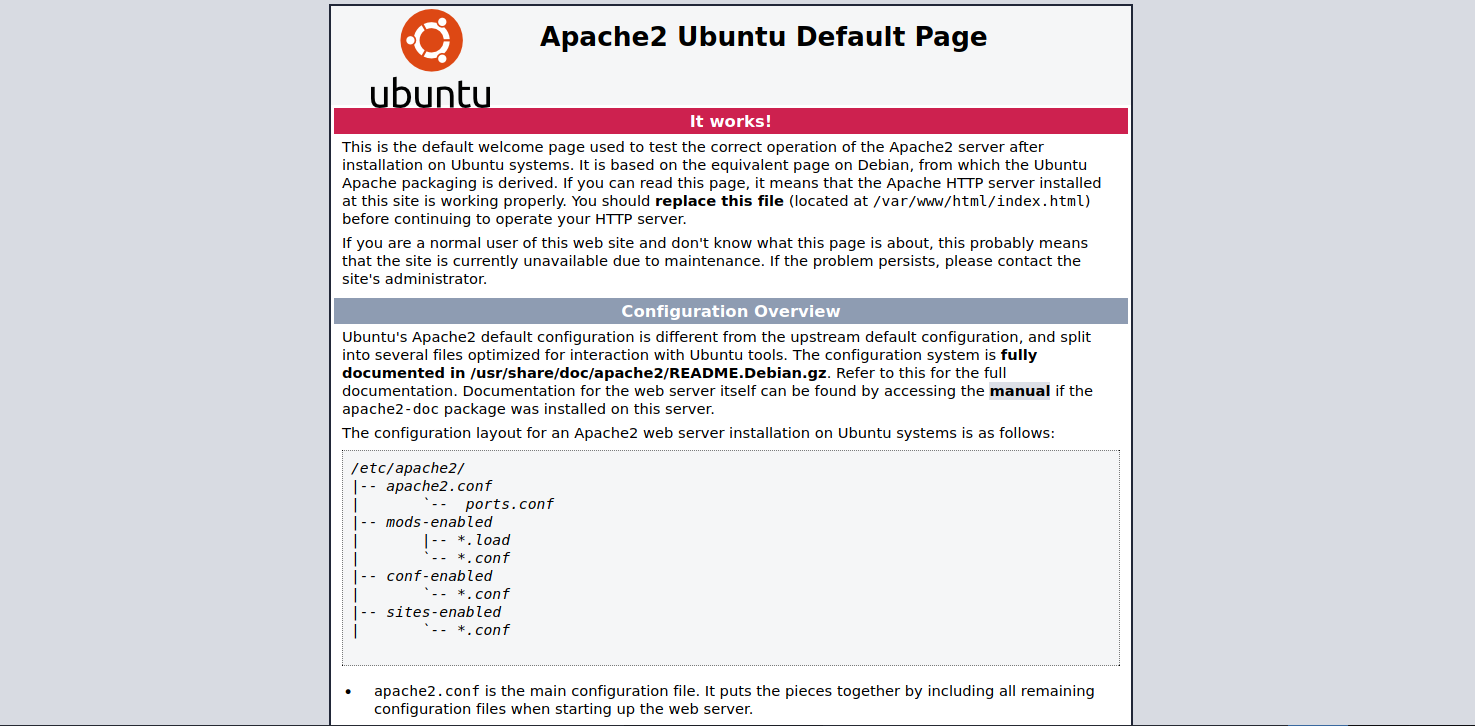 Apache2 Ubuntu Default Page
ubuntu
It works!
This is the default welcome page used to test the correct operation of the Apache2 server after
installation on Ubuntu systems. It is based on the equivalent page on Debian, from which the Ubuntu
Apache packaging is derived. If you can read this page, it means that the Apache HTTP server installed
at this site is working properly. You should replace this file (located at /var/www/html/index.html)
before continuing to operate your HTTP server.
If you are a normal user of this web site and don't know what this page is about, this probably means
that the site is currently unavailable due to maintenance. If the problem persists, please contact the
site's administrator.
Configuration Overview
Ubuntu's Apache2 default configuration is different from the upstream default configuration, and split
into several files optimized for interaction with Ubuntu tools. The configuration system is fully
documented in /usr/share/doc/apache2/README.Debian.gz. Refer to this for the full
documentation. Documentation for the web server itself can be found by accessing the manual if the
apache2-doc package was installed on this server.
The configuration layout for an Apache2 web server installation on Ubuntu systems is as follows:
/etc/apache2/
|-- apache2.conf
|       `--  ports.conf
|-- mods-enabled
|       |-- *.load
|       `-- *.conf
|-- conf-enabled
|       `-- *.conf
|-- sites-enabled
|       `-- *.conf
• apache2.conf is the main configuration file. It puts the pieces together by including all remaining
configuration files when starting up the web server.